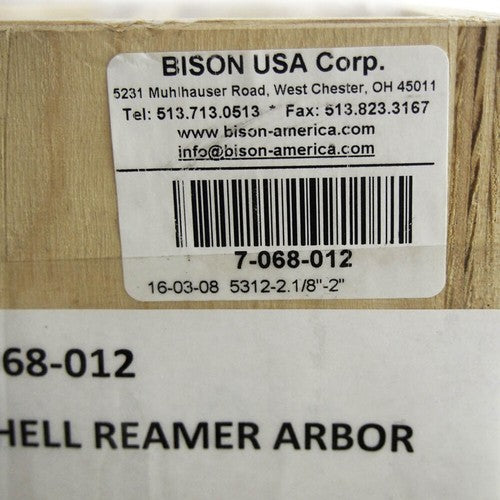 BISON USA Corp.
5231 Muhlhauser Road, West Chester, OH 45011
Tel: 513.713.0513 * Fax: 513.823.3167
www.bison-america.com
info@bison-america.com
7-068-012
16-03-08 5312-2.1/8"-2"
68-012
HELL REAMER ARBOR